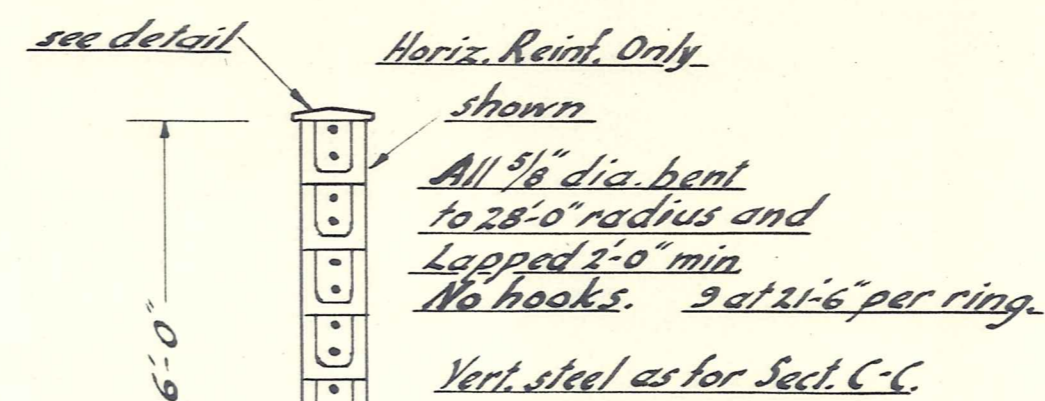 see detail
Horiz. Reinf. Only
shown
All 5/8" dia. bent
to 28'-0" radius and
Lapped 2'-0" min.
No hooks. 9 at 21'-6" per ring.
6'-0"
Vert. steel as for Sect. C-C.